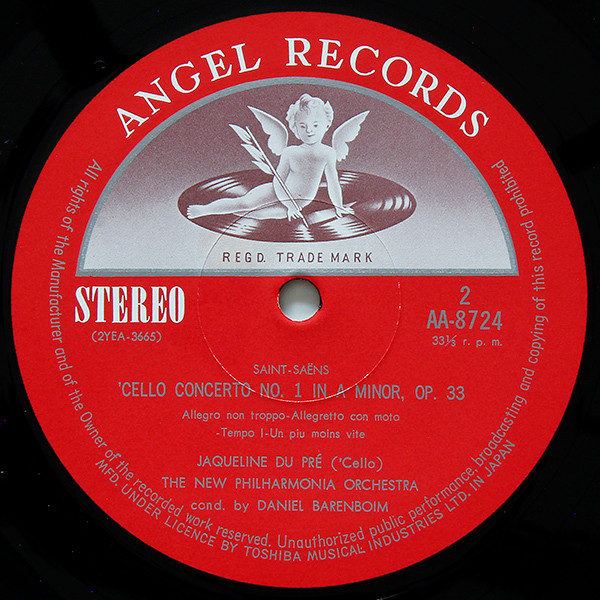 ANGEL RECORDS
REGD. TRADE MARK
STEREO
(2YEA-3665)
2
AA-8724
33⅓ r. p. m.
SAINT-SAËNS
'CELLO CONCERTO NO. 1 IN A MINOR, OP. 33
Allegro non troppo-Allegretto con moto
-Tempo I-Un piu moins vite
JAQUELINE DU PRÉ ('Cello)
THE NEW PHILHARMONIA ORCHESTRA
cond. by DANIEL BARENBOIM
All rights of the Manufacturer and of the Owner of the recorded work reserved. Unauthorized public performance, broadcasting and copying of this record prohibited
MFD. UNDER LICENCE BY TOSHIBA MUSICAL INDUSTRIES LTD. IN JAPAN